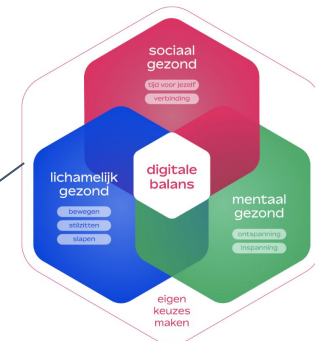 sociaal
gezond
tijd voor jezelf
verbinding
lichamelijk
gezond
bewegen
stilzitten
slapen
digitale
balans
mentaal
gezond
ontspanning
inspanning
eigen
keuzes
maken